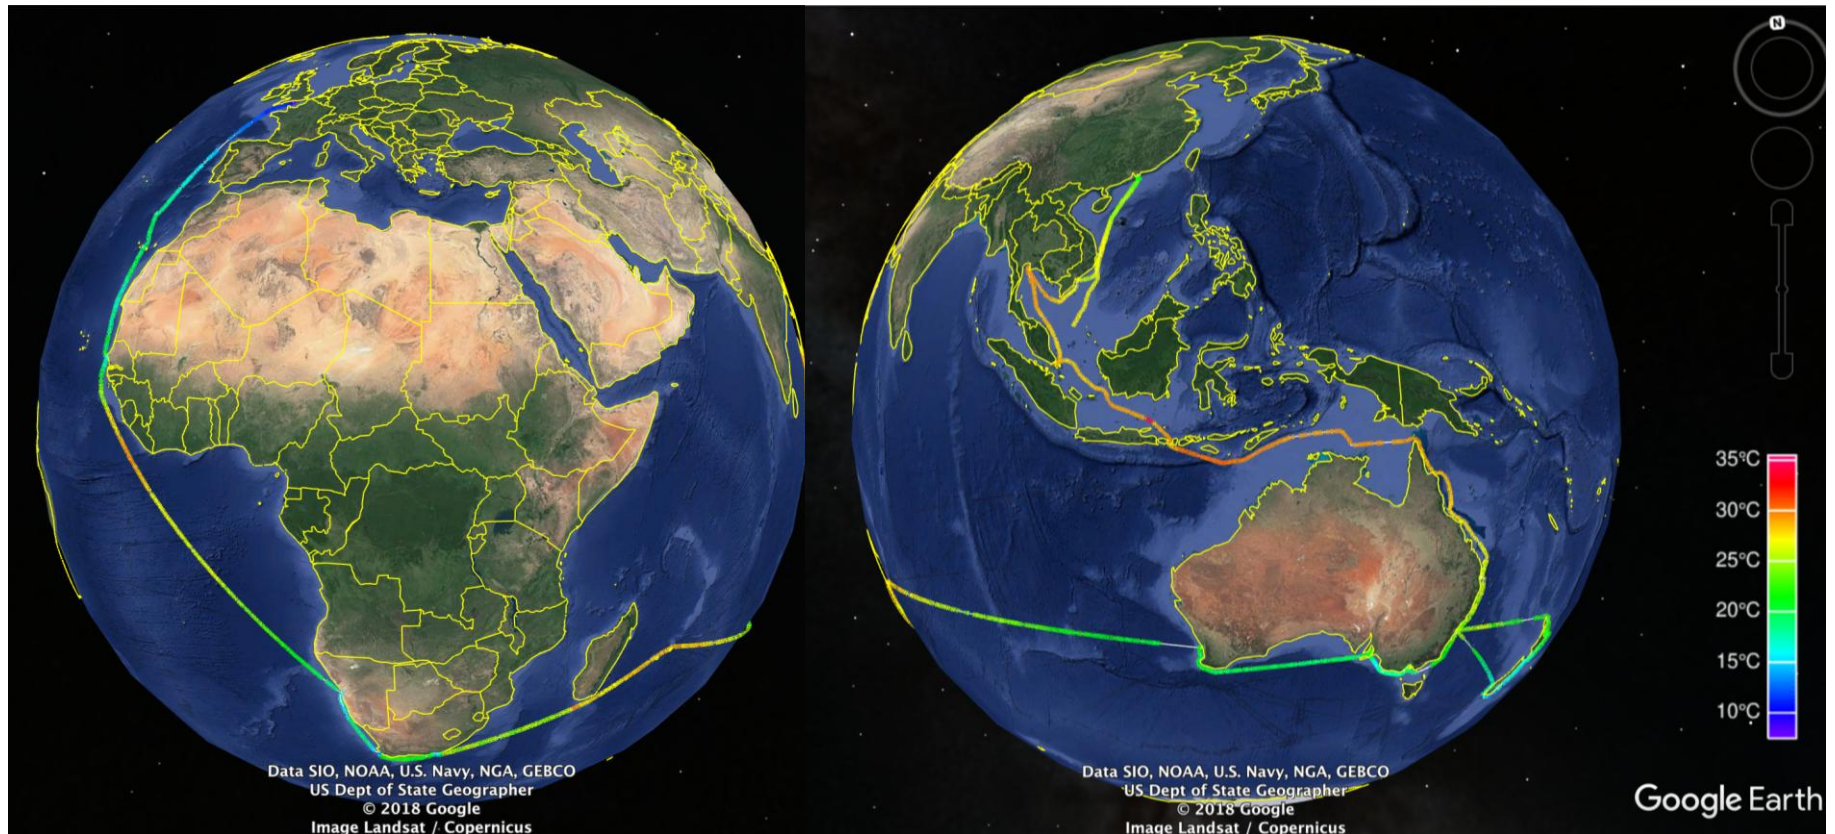 Data SIO, NOAA, U.S. Navy, NGA, GEBCO
US Dept of State Geographer
© 2018 Google
Image Landsat / Copernicus
Data SIO, NOAA, U.S. Navy, NGA, GEBCO
US Dept of State Geographer
© 2018 Google
Image Landsat / Copernicus
N
35°C
30°C
25°C
20°C
15°C
10°C
Google Earth